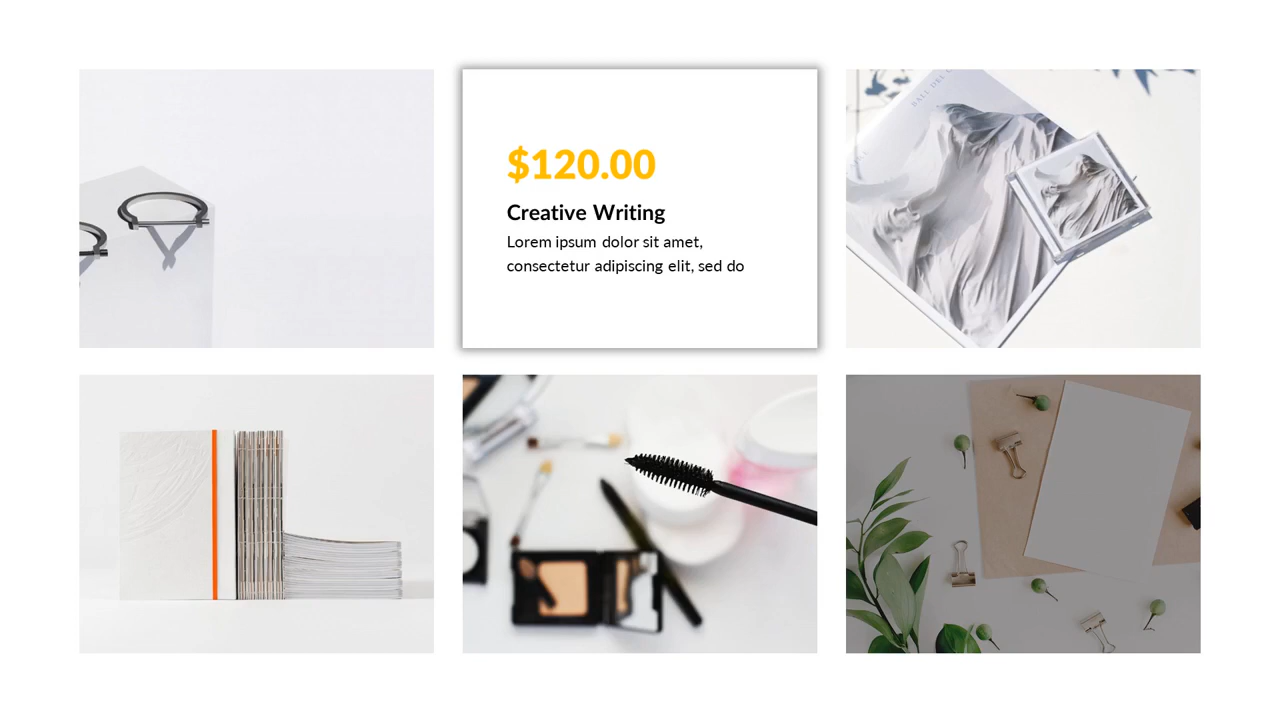 $120.00
Creative Writing
Lorem ipsum dolor sit amet,
consectetur adipiscing elit, sed do